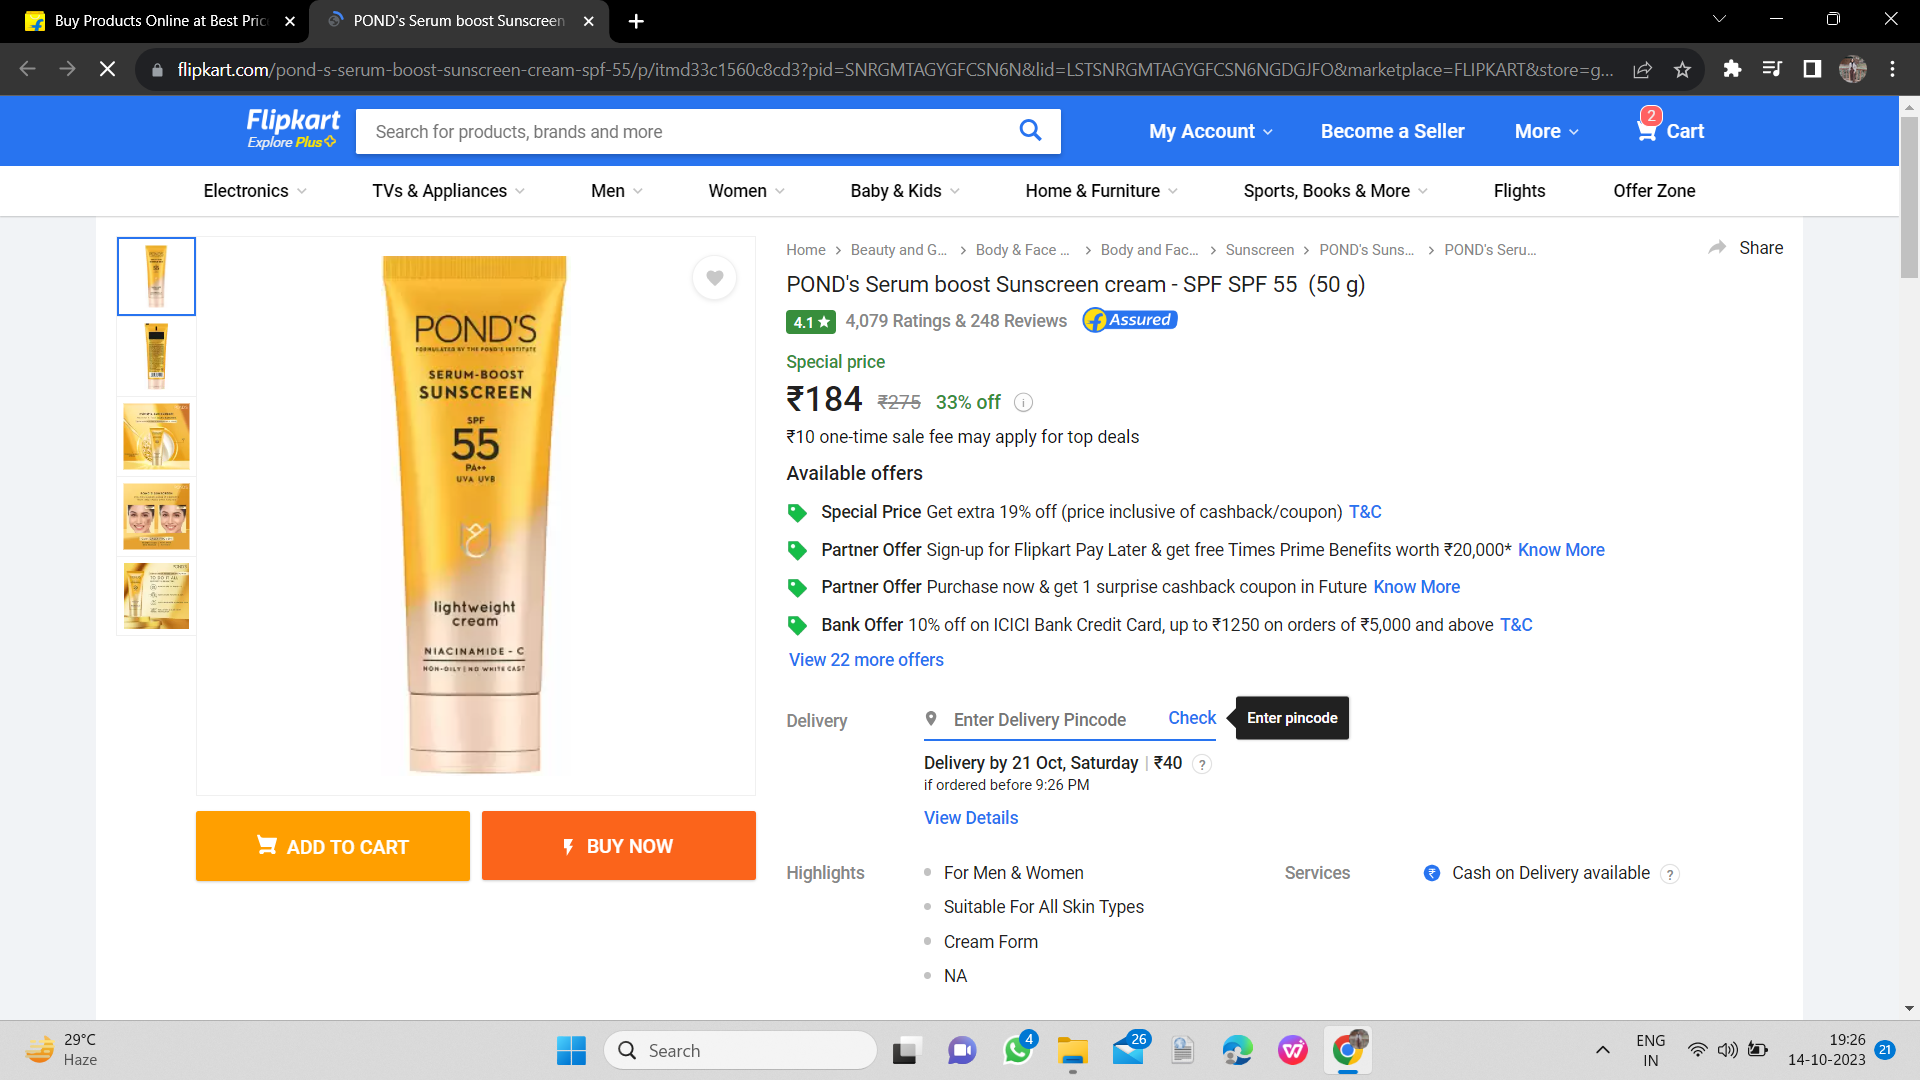 Buy Products Online at Best Pric
POND's Serum boost Sunscreen
flipkart.com/pond-s-serum-boost-sunscreen-cream-spf-55/p/itmd33c1560c8cd3?pid=SNRGMTAGYGFCSN6N&lid=LSTSNRGMTAGYGFCSN6NGDGJFO&marketplace=FLIPKART&store=g...
Flipkart
Explore Plus
Search for products, brands and more
My Account
Become a Seller
More
2
Cart
Electronics
TVs & Appliances
Men
Women
Baby & Kids
Home & Furniture
Sports, Books & More
Flights
Offer Zone
Home
Beauty and G...
Body & Face ...
Body and Fac...
Sunscreen
POND's Suns...
POND's Seru...
Share
POND's Serum boost Sunscreen cream - SPF SPF 55 (50 g)
4.1
4,079 Ratings & 248 Reviews
Assured
Special price
₹184 ₹275 33% off
₹10 one-time sale fee may apply for top deals
Available offers
Special Price Get extra 19% off (price inclusive of cashback/coupon) T&C
Partner Offer Sign-up for Flipkart Pay Later & get free Times Prime Benefits worth ₹20,000* Know More
Partner Offer Purchase now & get 1 surprise cashback coupon in Future Know More
Bank Offer 10% off on ICICI Bank Credit Card, up to ₹1250 on orders of ₹5,000 and above T&C
View 22 more offers
POND'S
FORMULATED BY THE POND'S INSTITUTE
SERUM-BOOST
SUNSCREEN
SPF
55
PA++
UVA UVB
lightweight
cream
NIACINAMIDE - C
NON-OILY | NO WHITE CAST
Delivery
Enter Delivery Pincode
Check
Enter pincode
Delivery by 21 Oct, Saturday | ₹40 ?
if ordered before 9:26 PM
View Details
ADD TO CART
BUY NOW
Highlights
For Men & Women
Suitable For All Skin Types
Cream Form
NA
Services
Cash on Delivery available ?
29°C
Haze
Search
4
26
ENG
IN
19:26
14-10-2023
21